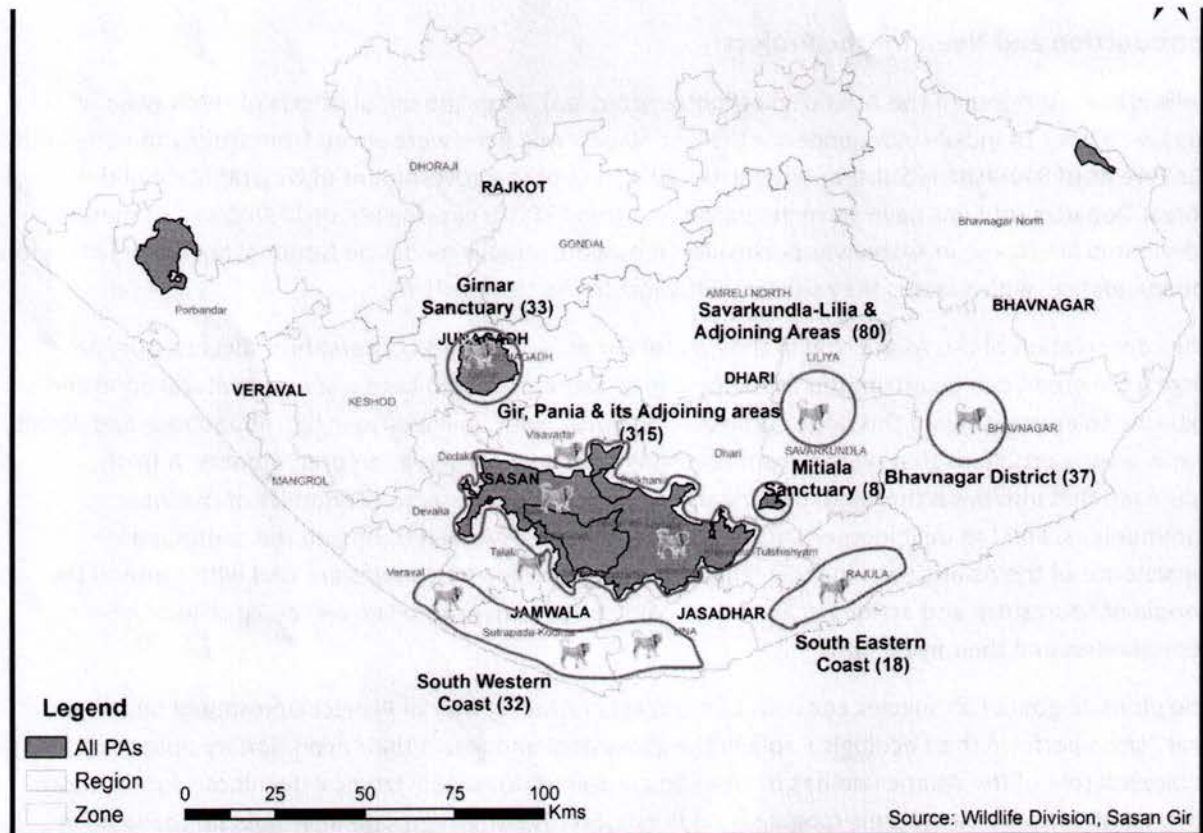 DHORAJI
RAJKOT
Bhavnagar North
GONDAL
Girnar
Sanctuary (33)
AMRELI NORTH
Savarkundla-Lilia &
Adjoining Areas (80)
BHAVNAGAR
Porbandar
JUNAGADH
LILIYA
DHARI
VERAVAL
KESHOD
Gir, Pania & its Adjoining areas
(315)
BHAVNAGAR
Visavadar
Dhari
SAVARKUNDLA
Mitiala
Sanctuary (8)
Bhavnagar District (37)
MANGROL
SASAN
Devalia
Talala
Tulshishyam
Veraval
RAJULA
JAMWALA
JASADHAR
Sutrapada-Kodinar
UNA
South Eastern
Coast (18)
South Western
Coast (32)
Legend
All PAs
Region
Zone
0 25 50 75 100
Kms
Source: Wildlife Division, Sasan Gir